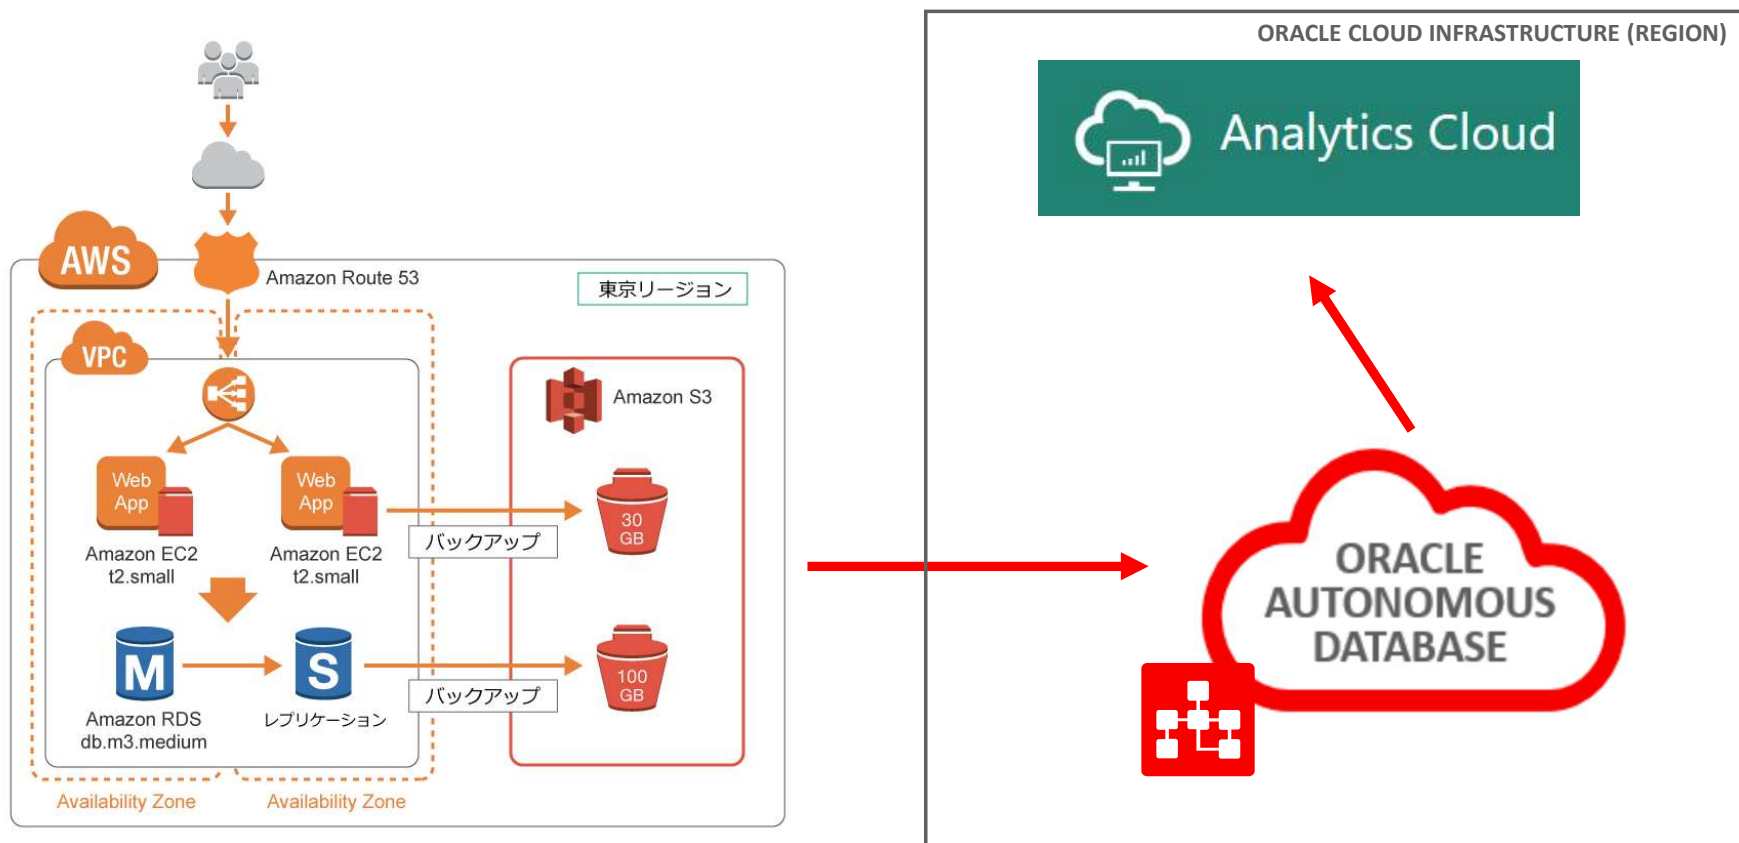 ORACLE CLOUD INFRASTRUCTURE (REGION)
Analytics Cloud
AWS
Amazon Route 53
東京リージョン
VPC
Amazon S3
Web
App
Web
App
Amazon EC2
t2.small
Amazon EC2
t2.small
バックアップ
30
GB
M
S
Amazon RDS
db.m3.medium
レプリケーション
バックアップ
100
GB
Availability Zone
Availability Zone
ORACLE
AUTONOMOUS
DATABASE